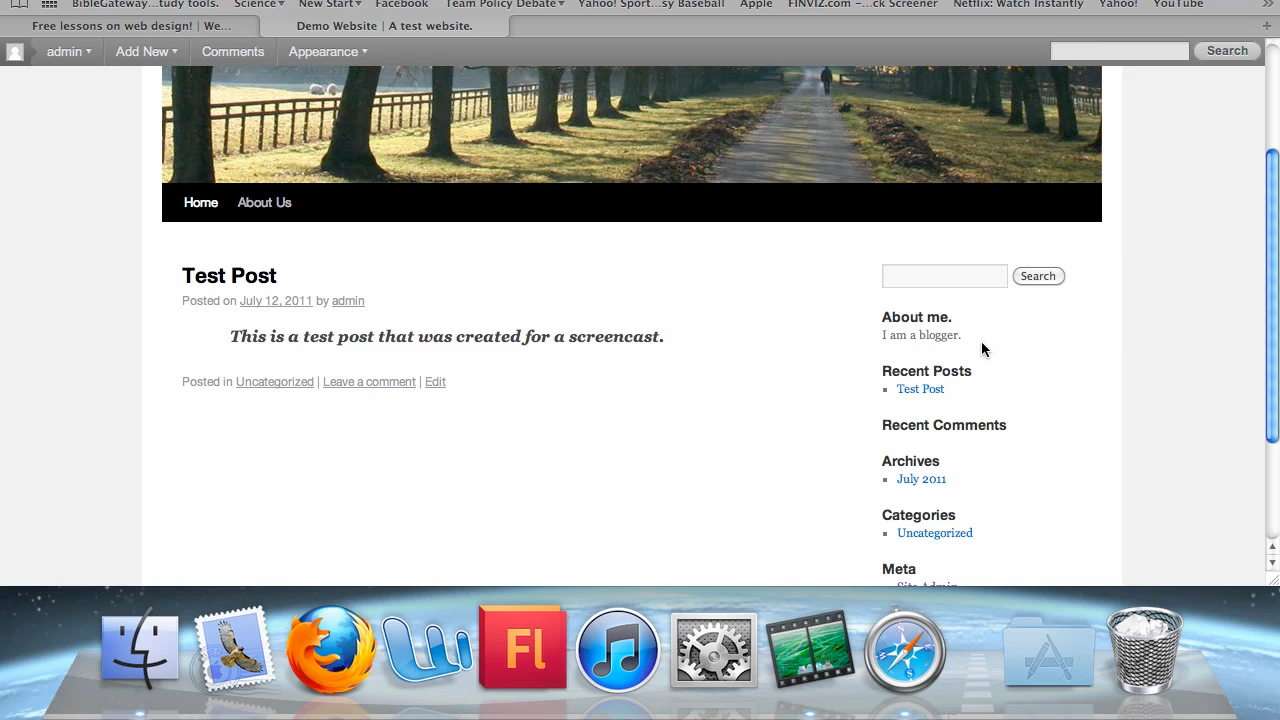 BibleGateway....tudy tools. Science New Start Facebook Team Policy Debate Yahoo! Sport...sy Baseball Apple FINVIZ.com -...ck Screener Netflix: Watch Instantly Yahoo! YouTube
Free lessons on web design! | We... Demo Website | A test website.
admin Add New Comments Appearance Search
Home About Us
Test Post
Posted on July 12, 2011 by admin
This is a test post that was created for a screencast.
Posted in Uncategorized | Leave a comment | Edit
Search
About me.
I am a blogger.
Recent Posts
Test Post
Recent Comments
Archives
July 2011
Categories
Uncategorized
Meta
Site Admin
Fl